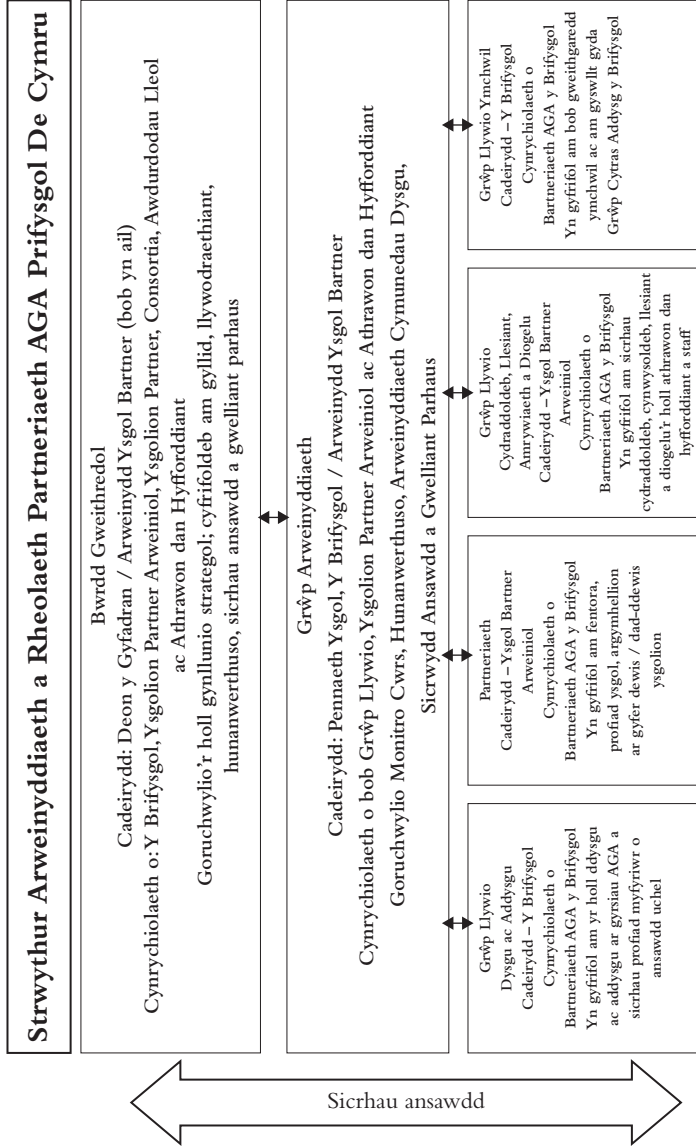 Strwythur Arweinyddiaeth a Rheolaeth Partneriaeth AGA Prifysgol De Cymru
Bwrdd Gweithredol
Cadeirydd: Deon y Gyfadran / Arweinydd Ysgol Bartner (bob yn ail)
Cynrychiolaeth o: Y Brifysgol, Ysgolion Partner Arweiniol, Ysgolion Partner, Consortia, Awdurdodau Lleol
ac Athrawon dan Hyfforddiant
Goruchwylio'r holl gynllunio strategol; cyfrifoldeb am gyllid, llywodraethiant,
hunanwerthuso, sicrhau ansawdd a gwelliant parhaus
Grŵp Arweinyddiaeth
Cadeirydd: Pennaeth Ysgol, Y Brifysgol / Arweinydd Ysgol Bartner
Cynrychiolaeth o bob Grŵp Llywio, Ysgolion Partner Arweiniol ac Athrawon dan Hyfforddiant
Goruchwylio Monitro Cwrs, Hunanwerthuso, Arweinyddiaeth Cymunedau Dysgu,
Sicrwydd Ansawdd a Gwelliant Parhaus
Grŵp Llywio
Dysgu ac Addysgu
Cadeirydd – Y Brifysgol
Cynrychiolaeth o
Bartneriaeth AGA y Brifysgol
Yn gyfrifol am yr holl ddysgu
ac addysgu ar gyrsiau AGA a
sicrhau profiad myfyriwr o
ansawdd uchel
Partneriaeth
Cadeirydd – Ysgol Bartner
Arweiniol
Cynrychiolaeth o
Bartneriaeth AGA y Brifysgol
Yn gyfrifol am fentora,
profiad ysgol, argymhellion
ar gyfer dewis / dad-ddewis
ysgolion
Grŵp Llywio
Cydraddoldeb, Llesiant,
Amrywiaeth a Diogelu
Cadeirydd – Ysgol Bartner
Arweiniol
Cynrychiolaeth o
Bartneriaeth AGA y Brifysgol
Yn gyfrifol am sicrhau
cydraddoldeb, cynwysoldeb, llesiant
a diogelu'r holl athrawon dan
hyfforddiant a staff
Grŵp Llywio Ymchwil
Cadeirydd – Y Brifysgol
Cynrychiolaeth o
Bartneriaeth AGA y Brifysgol
Yn gyfrifol am bob gweithgaredd
ymchwil ac am gyswllt gyda
Grŵp Cytras Addysg y Brifysgol
Sicrhau ansawdd